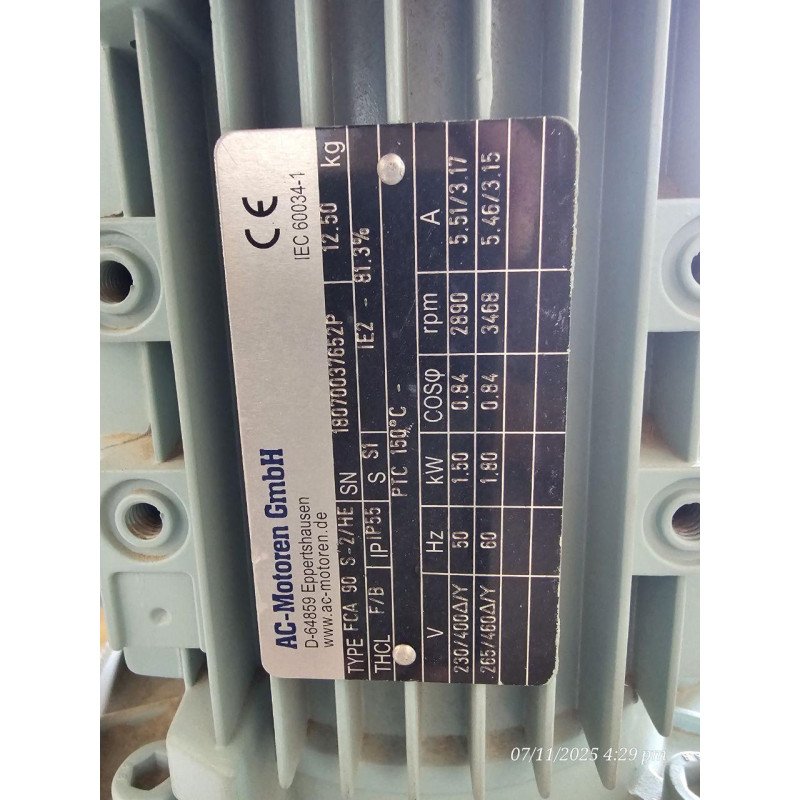 AC-Motoren GmbH
D-64859 Eppertshausen
www.ac-motoren.de
CE
IEC 60034-1
TYPE FCA 90 S-2/HE SN 18070037652P 12.50 kg
THCL F/B IP IP55 S S1 IE2 - 81.3%
PTC 150°C -
V Hz kW COSφ rpm A
230/400Δ/Y 50 1.50 0.84 2890 5.51/3.17
265/460Δ/Y 60 1.80 0.84 3468 5.46/3.15
07/11/2025 4:29 pm